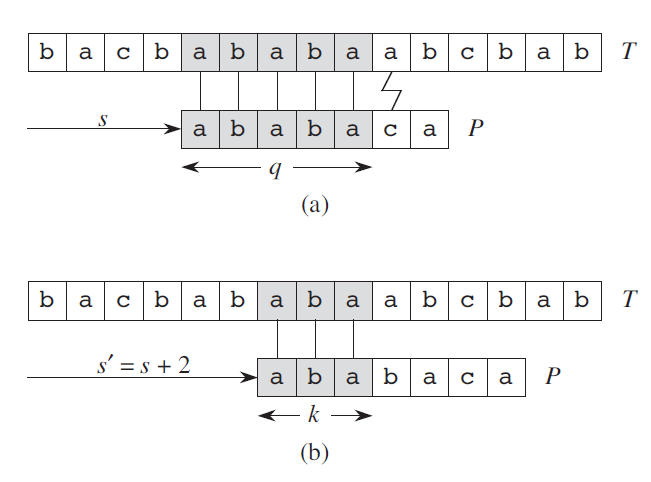 b a c b a b a b a a b c b a b T
s a b a b a c a P
q
(a)
b a c b a b a b a a b c b a b T
s′ = s + 2 a b a b a c a P
k
(b)